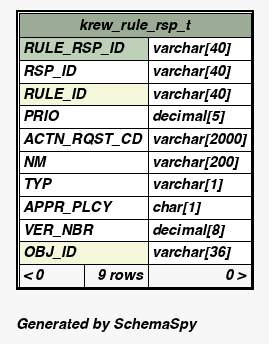 krew_rule_rsp_t
RULE_RSP_ID varchar[40]
RSP_ID varchar[40]
RULE_ID varchar[40]
PRIO decimal[5]
ACTN_RQST_CD varchar[2000]
NM varchar[200]
TYP varchar[1]
APPR_PLCY char[1]
VER_NBR decimal[8]
OBJ_ID varchar[36]
< 0 9 rows 0 >
Generated by SchemaSpy